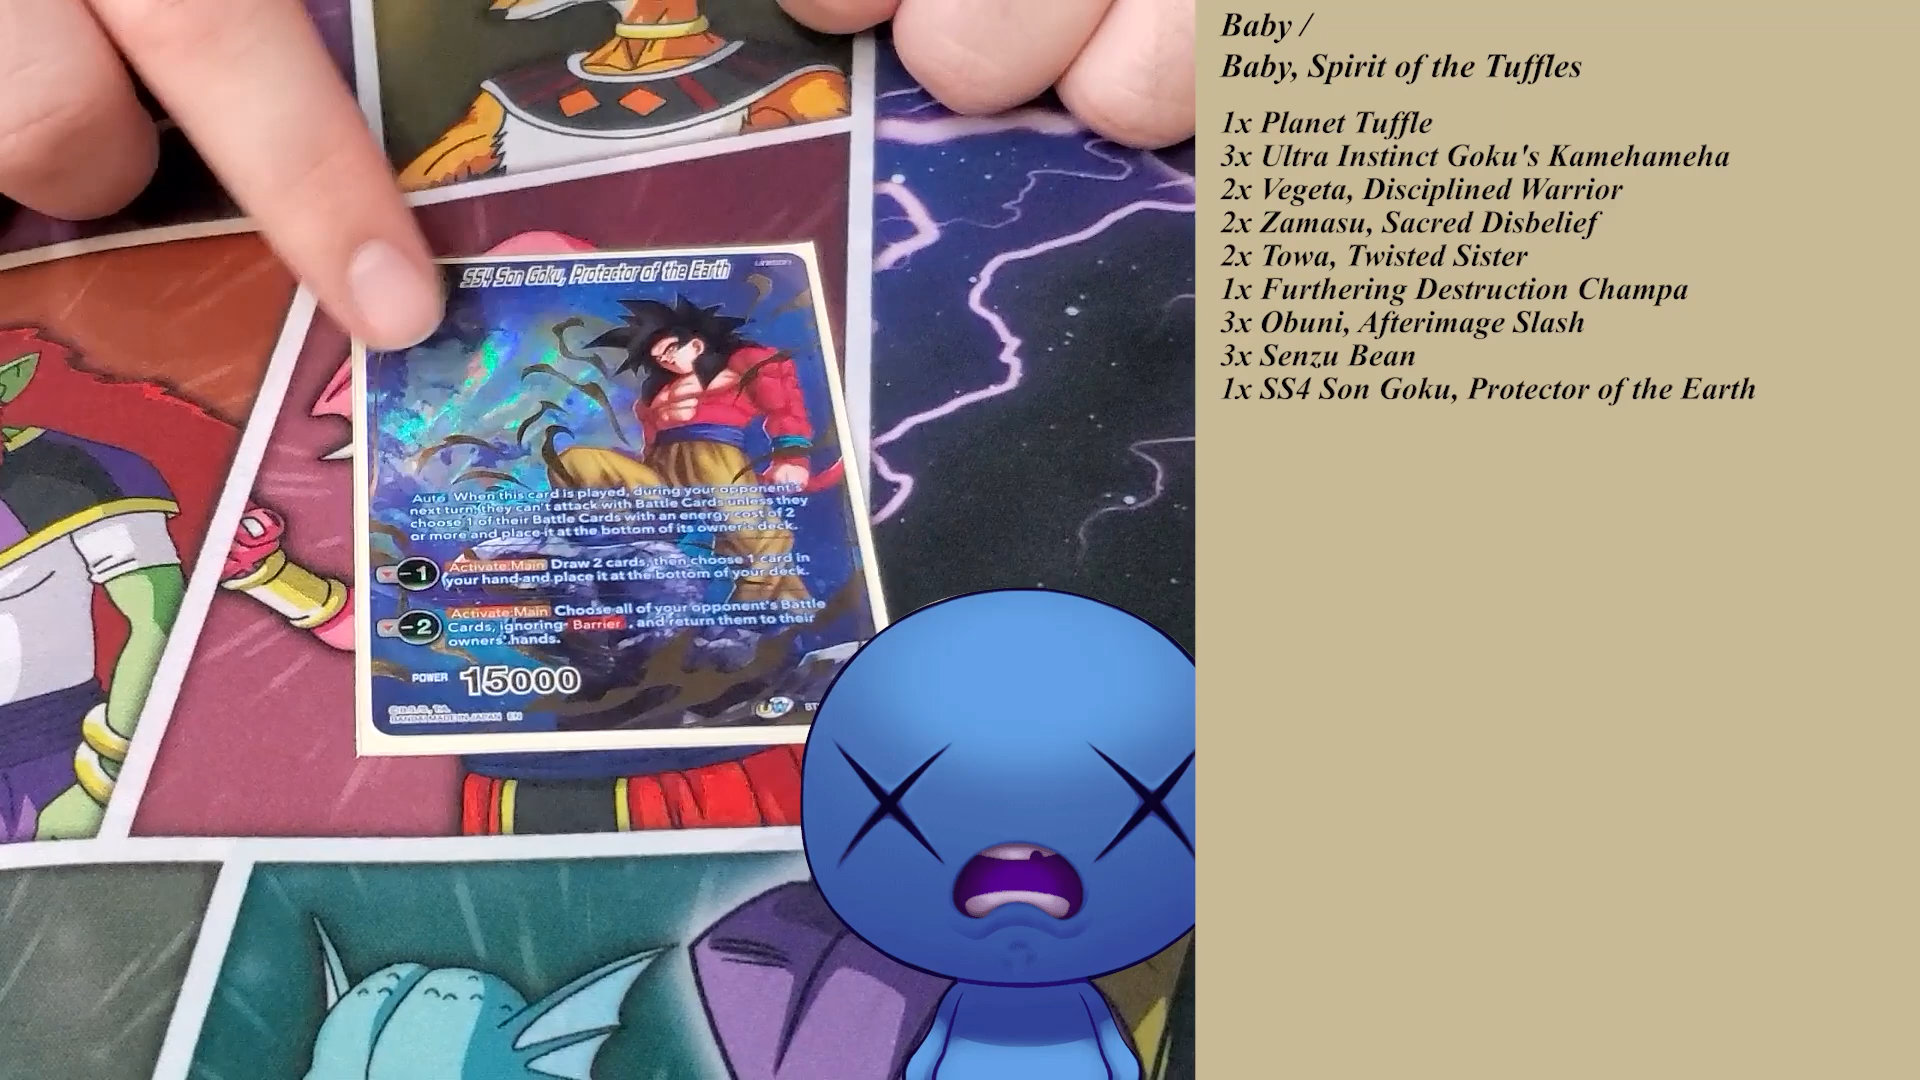 SS4 Son Goku, Protector of the Earth
UNISON
Auto When this card is played, during your opponent's
next turn, they can't attack with Battle Cards unless they
choose 1 of their Battle Cards with an energy cost of 2
or more and place it at the bottom of its owner's deck.
-1 Activate:Main Draw 2 cards, then choose 1 card in
your hand and place it at the bottom of your deck.
-2 Activate:Main Choose all of your opponent's Battle
Cards, ignoring Barrier, and return them to their
owners' hands.
POWER 15000
BANDAI MADE IN JAPAN EN
UW
Baby /
Baby, Spirit of the Tuffles
1x Planet Tuffle
3x Ultra Instinct Goku's Kamehameha
2x Vegeta, Disciplined Warrior
2x Zamasu, Sacred Disbelief
2x Towa, Twisted Sister
1x Furthering Destruction Champa
3x Obuni, Afterimage Slash
3x Senzu Bean
1x SS4 Son Goku, Protector of the Earth